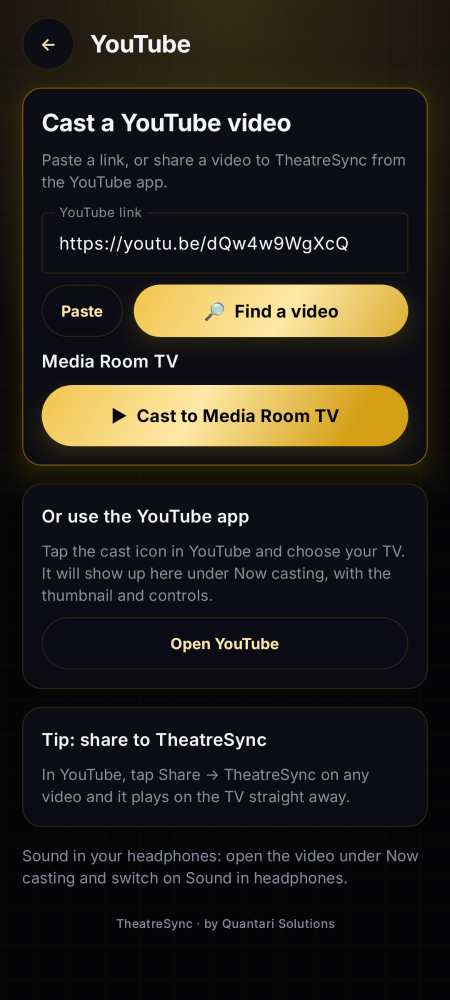 ←
YouTube
Cast a YouTube video
Paste a link, or share a video to TheatreSync from
the YouTube app.
YouTube link
https://youtu.be/dQw4w9WgXcQ
Paste
🔎 Find a video
Media Room TV
▶ Cast to Media Room TV
Or use the YouTube app
Tap the cast icon in YouTube and choose your TV.
It will show up here under Now casting, with the
thumbnail and controls.
Open YouTube
Tip: share to TheatreSync
In YouTube, tap Share → TheatreSync on any
video and it plays on the TV straight away.
Sound in your headphones: open the video under Now
casting and switch on Sound in headphones.
TheatreSync · by Quantari Solutions